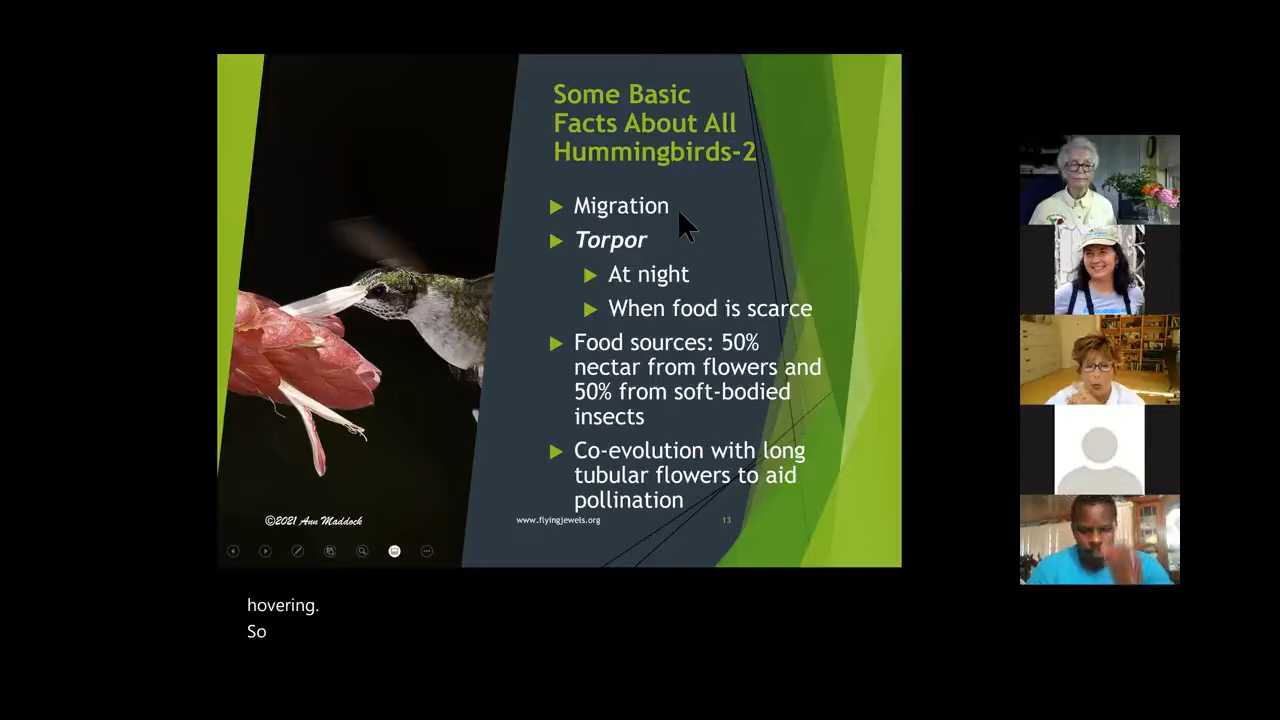 Some Basic
Facts About All
Hummingbirds-2
Migration
Torpor
At night
When food is scarce
Food sources: 50%
nectar from flowers and
50% from soft-bodied
insects
Co-evolution with long
tubular flowers to aid
pollination
©2021 Ann Maddock
www.flyingjewels.org
13
hovering.
So